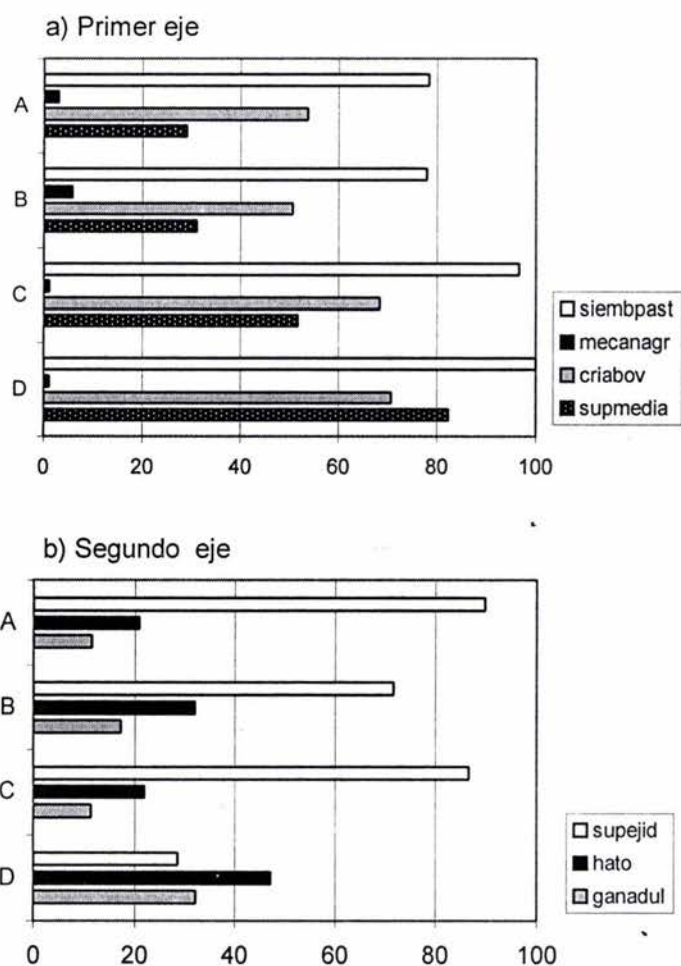 a) Primer eje
A
B
C
D
0 20 40 60 80 100
siembpast
mecanagr
criabov
supmedia
b) Segundo eje
A
B
C
D
0 20 40 60 80 100
supejid
hato
ganadul